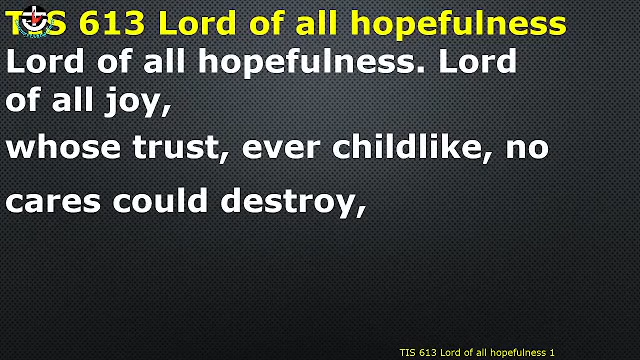 TIS 613 Lord of all hopefulness
Lord of all hopefulness. Lord
of all joy,
whose trust, ever childlike, no
cares could destroy,
TIS 613 Lord of all hopefulness 1